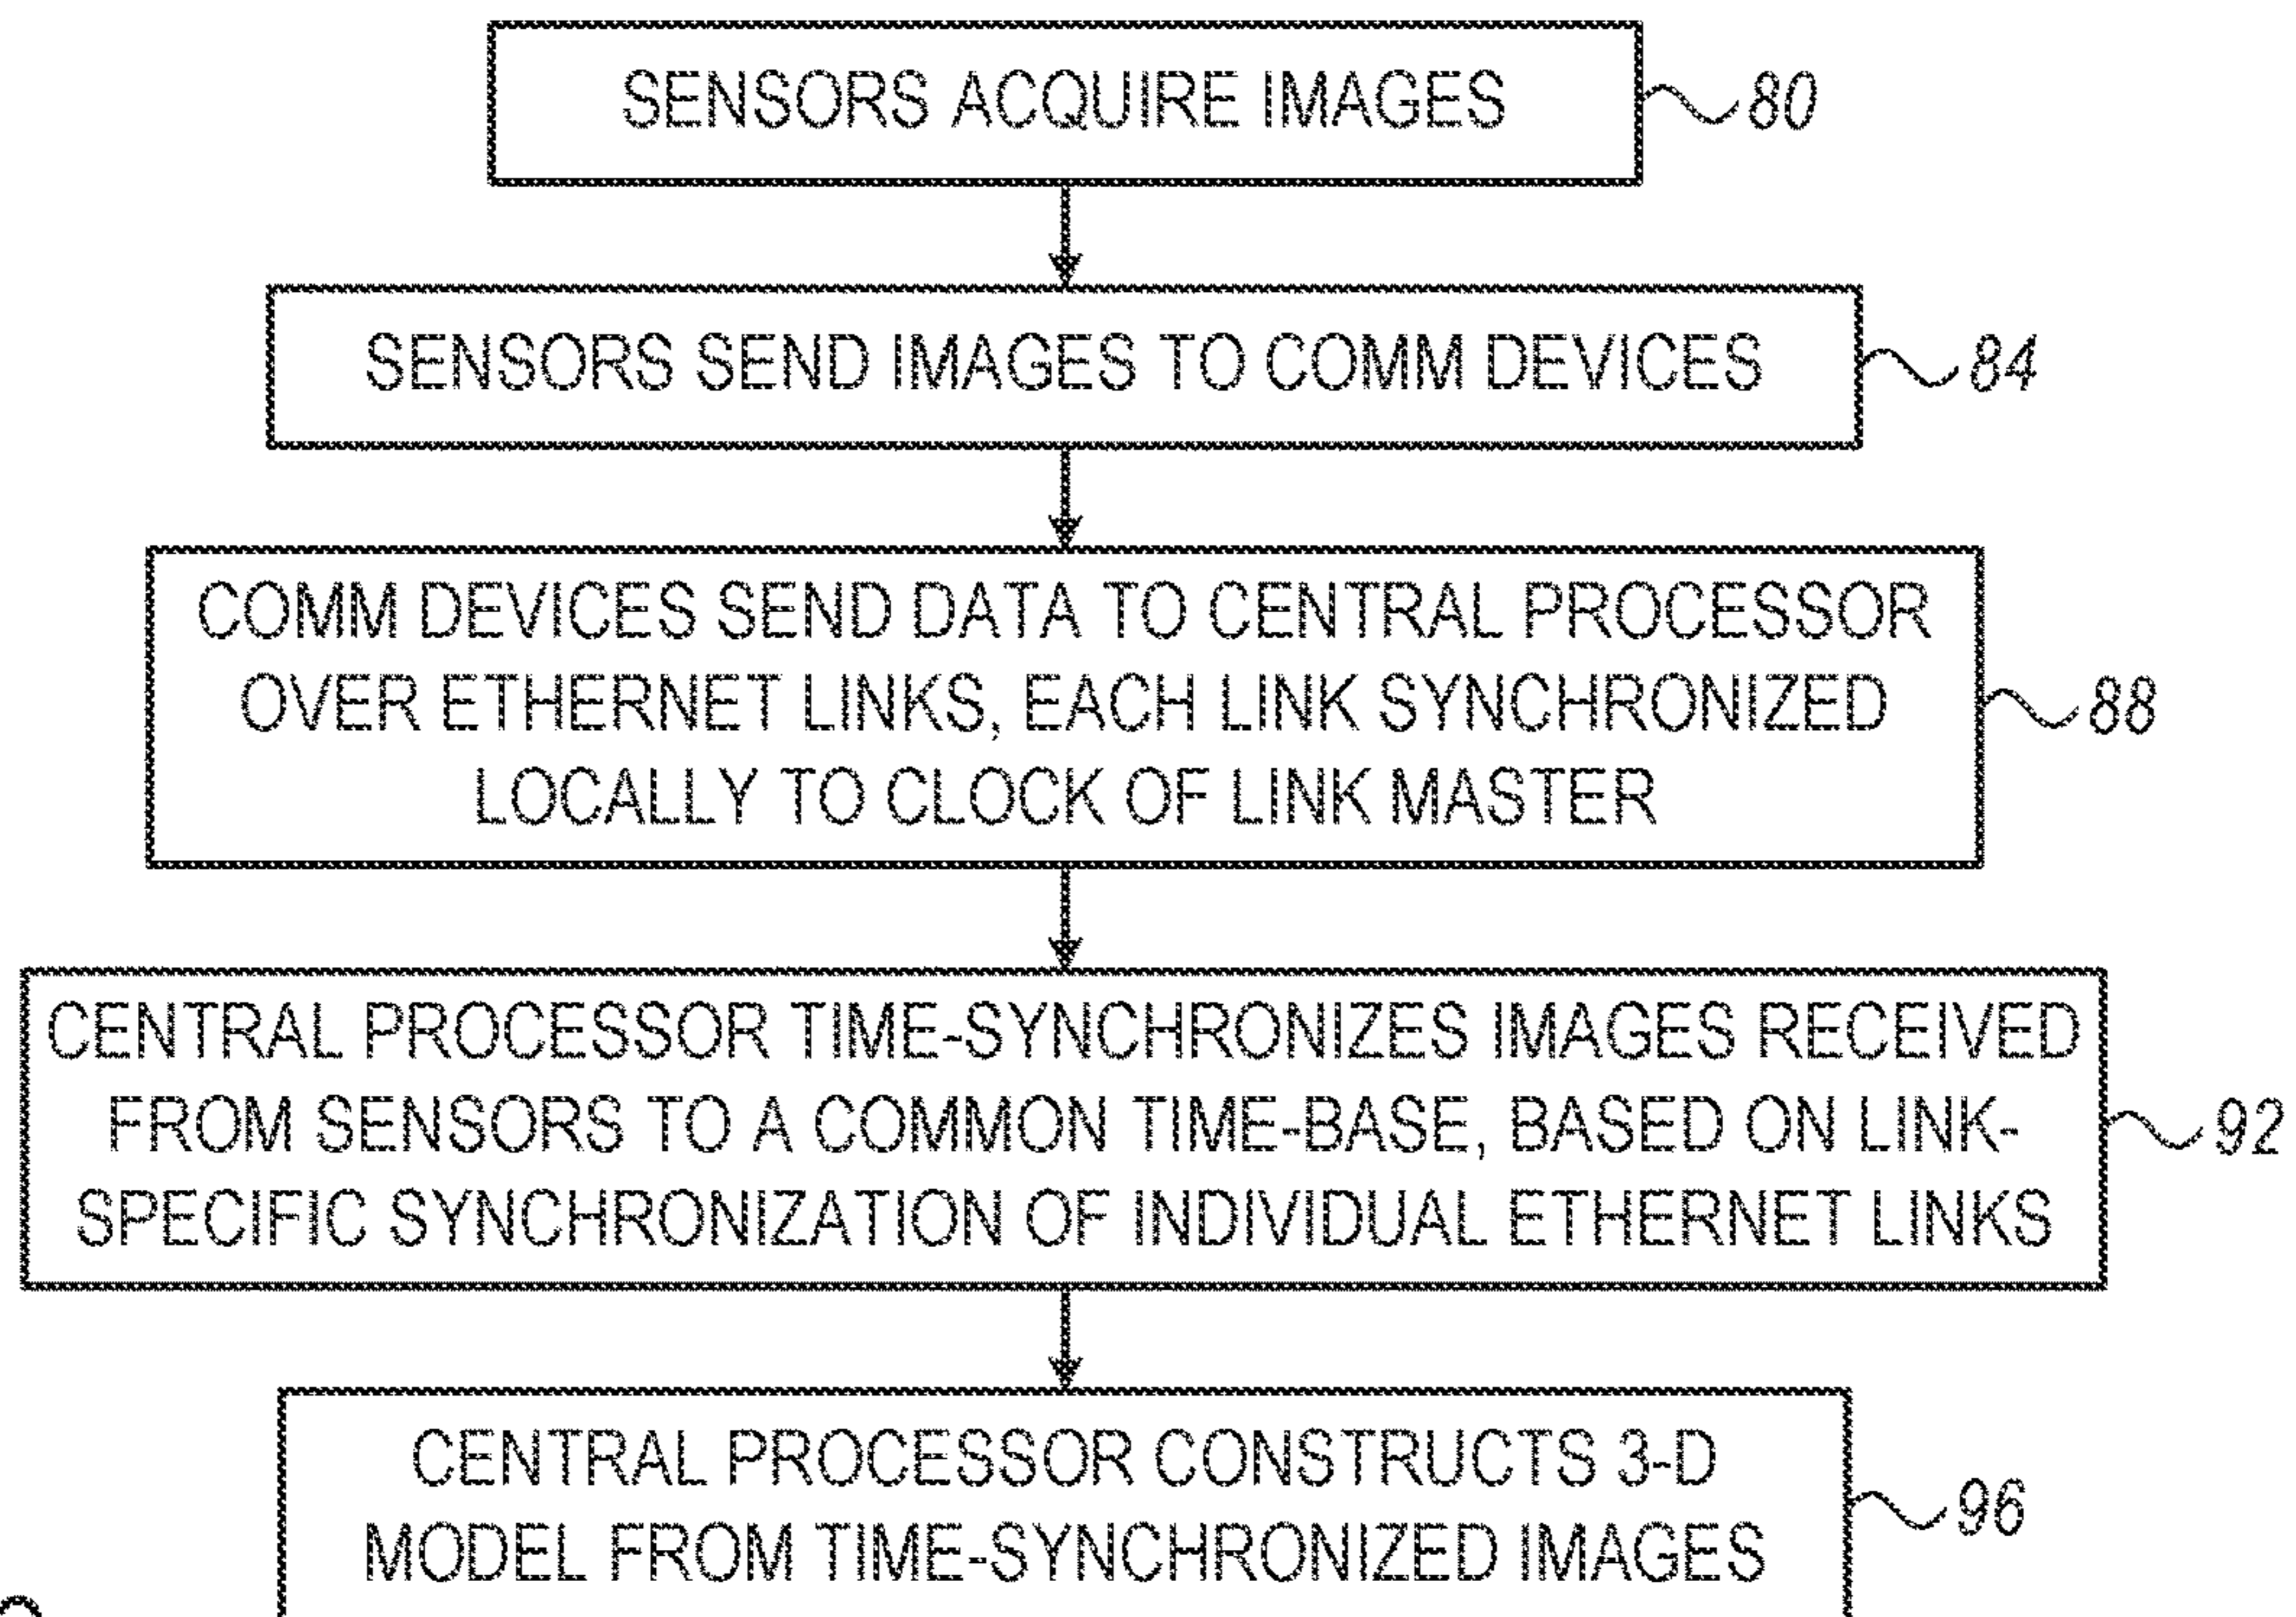 SENSORS ACQUIRE IMAGES
80
SENSORS SEND IMAGES TO COMM DEVICES
84
COMM DEVICES SEND DATA TO CENTRAL PROCESSOR
OVER ETHERNET LINKS, EACH LINK SYNCHRONIZED
LOCALLY TO CLOCK OF LINK MASTER
88
CENTRAL PROCESSOR TIME-SYNCHRONIZES IMAGES RECEIVED
FROM SENSORS TO A COMMON TIME-BASE, BASED ON LINK-
SPECIFIC SYNCHRONIZATION OF INDIVIDUAL ETHERNET LINKS
92
CENTRAL PROCESSOR CONSTRUCTS 3-D
MODEL FROM TIME-SYNCHRONIZED IMAGES
96